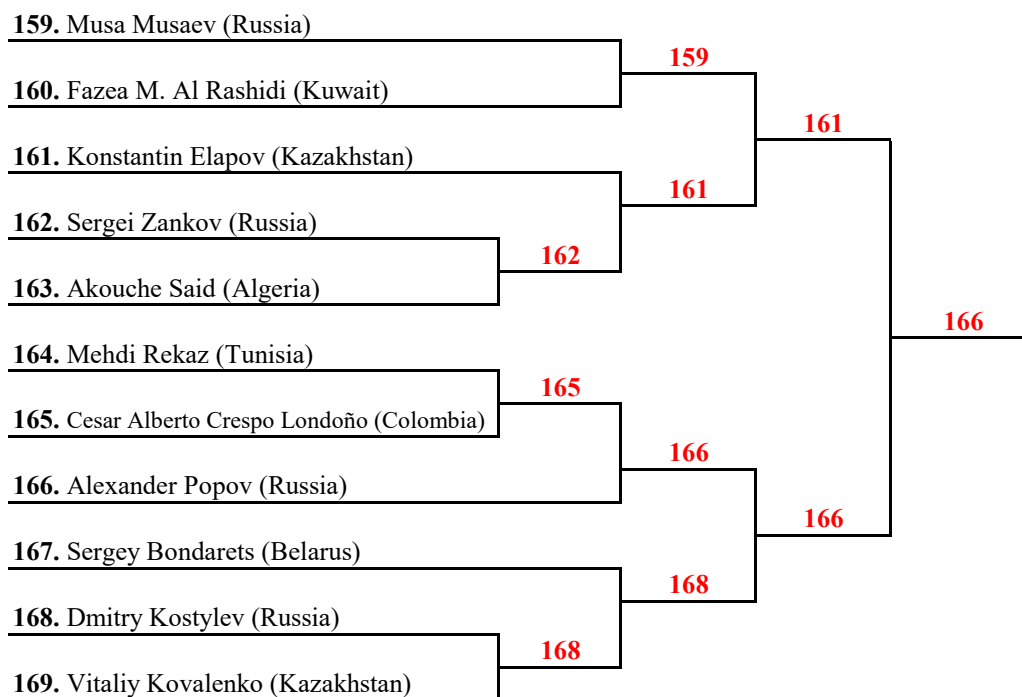 159. Musa Musaev (Russia)
159
160. Fazea M. Al Rashidi (Kuwait)
161
161. Konstantin Elapov (Kazakhstan)
161
162. Sergei Zankov (Russia)
162
163. Akouche Said (Algeria)
166
164. Mehdi Rekaz (Tunisia)
165
165. Cesar Alberto Crespo Londoño (Colombia)
166
166. Alexander Popov (Russia)
166
167. Sergey Bondarets (Belarus)
168
168. Dmitry Kostylev (Russia)
168
169. Vitaliy Kovalenko (Kazakhstan)